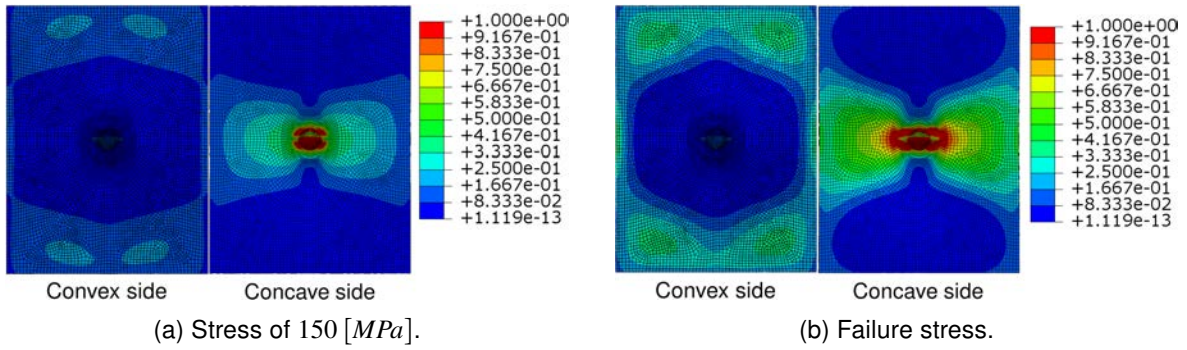 +1.000e+00
+9.167e-01
+8.333e-01
+7.500e-01
+6.667e-01
+5.833e-01
+5.000e-01
+4.167e-01
+3.333e-01
+2.500e-01
+1.667e-01
+8.333e-02
+1.119e-13
Convex side
Concave side
(a) Stress of 150 [MPa].
+1.000e+00
+9.167e-01
+8.333e-01
+7.500e-01
+6.667e-01
+5.833e-01
+5.000e-01
+4.167e-01
+3.333e-01
+2.500e-01
+1.667e-01
+8.333e-02
+1.119e-13
Convex side
Concave side
(b) Failure stress.